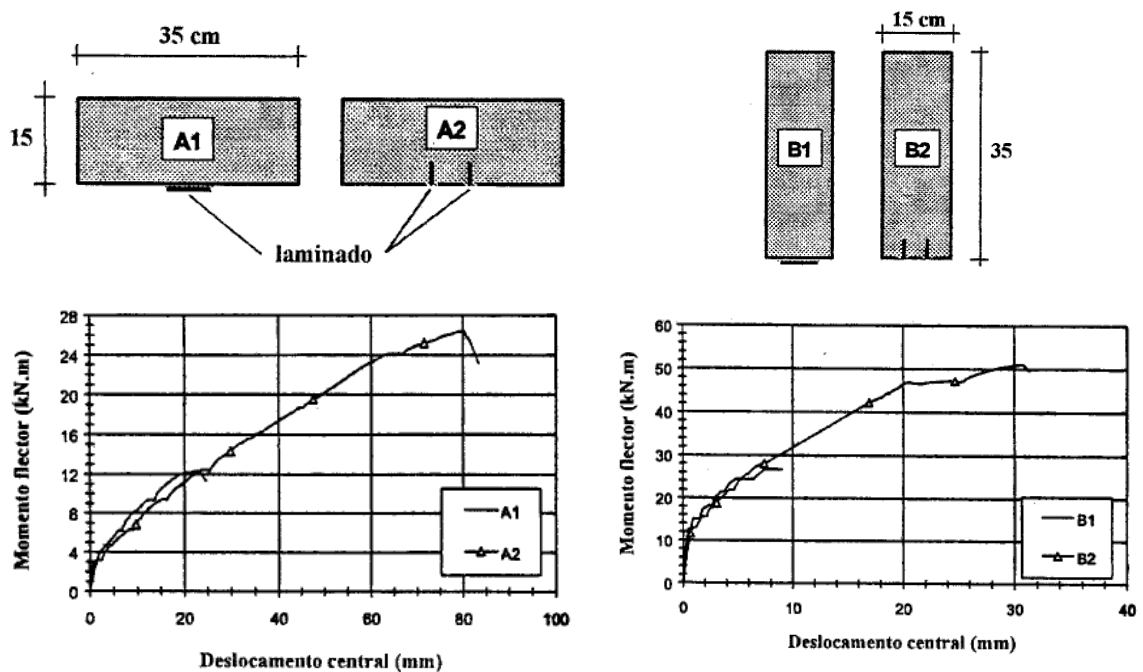 35 cm
15
A1
A2
laminado
15 cm
B1
B2
35
Momento flector (kN.m)
28
24
20
16
12
8
4
0
0 20 40 60 80 100
A1
A2
Deslocamento central (mm)
Momento flector (kN.m)
60
50
40
30
20
10
0
0 10 20 30 40
B1
B2
Deslocamento central (mm)